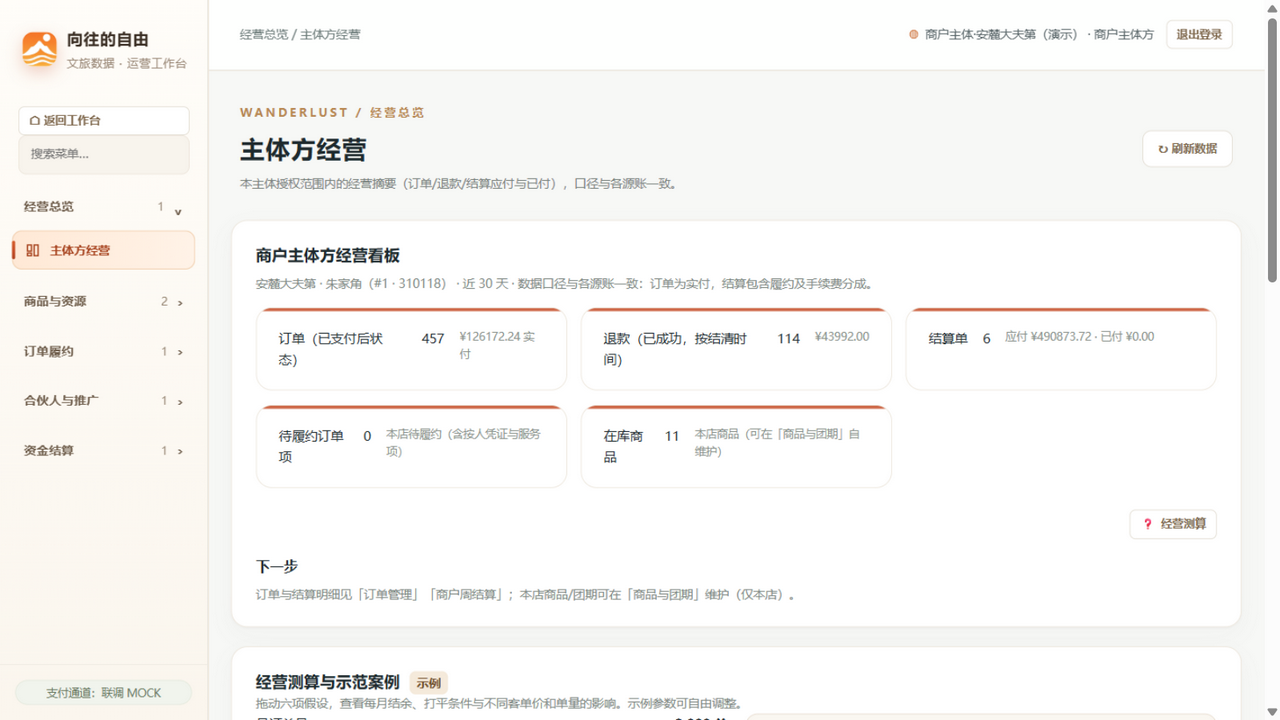 向往的自由
文旅数据 · 运营工作台
返回工作台
搜索菜单...
经营总览 1
主体方经营
商品与资源 2
订单履约 1
合伙人与推广 1
资金结算 1
支付通道：联调 MOCK
经营总览 / 主体方经营
商户主体·安麓大夫第（演示） · 商户主体方
退出登录
WANDERLUST / 经营总览
主体方经营
本主体授权范围内的经营摘要（订单/退款/结算应付与已付），口径与各源账一致。
↻ 刷新数据
商户主体方经营看板
安麓大夫第 · 朱家角（#1 · 310118） · 近 30 天 · 数据口径与各源账一致：订单为实付，结算包含履约及手续费分成。
订单（已支付后状态） 457 ¥126172.24 实付
退款（已成功，按结清时间） 114 ¥43992.00
结算单 6 应付 ¥490873.72 · 已付 ¥0.00
待履约订单项 0 本店待履约（含按人凭证与服务项）
在库商品 11 本店商品（可在「商品与团期」自维护）
❓ 经营测算
下一步
订单与结算明细见「订单管理」「商户周结算」；本店商品/团期可在「商品与团期」维护（仅本店）。
经营测算与示范案例 示例
拖动六项假设，查看每月结余、打平条件与不同客单价和单量的影响。示例参数可自由调整。